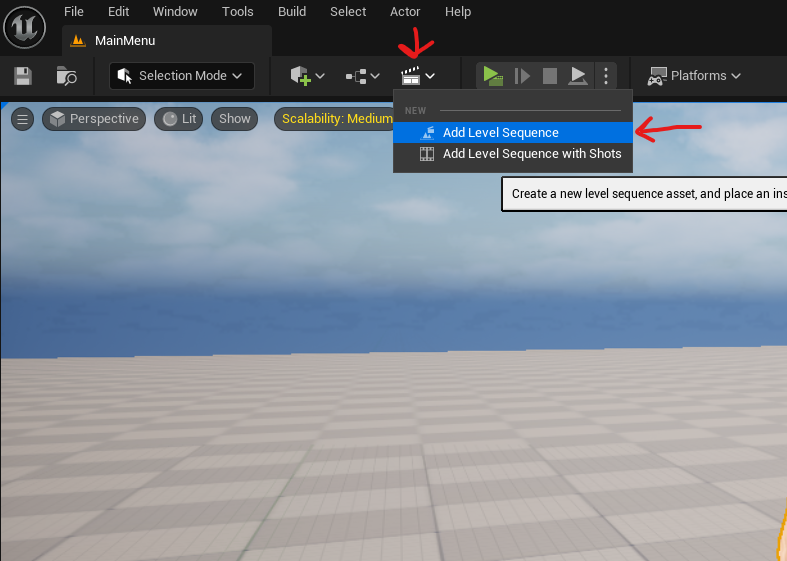 File Edit Window Tools Build Select Actor Help
MainMenu
Selection Mode
Platforms
Perspective Lit Show Scalability: Medium
NEW
Add Level Sequence
Add Level Sequence with Shots
Create a new level sequence asset, and place an ins